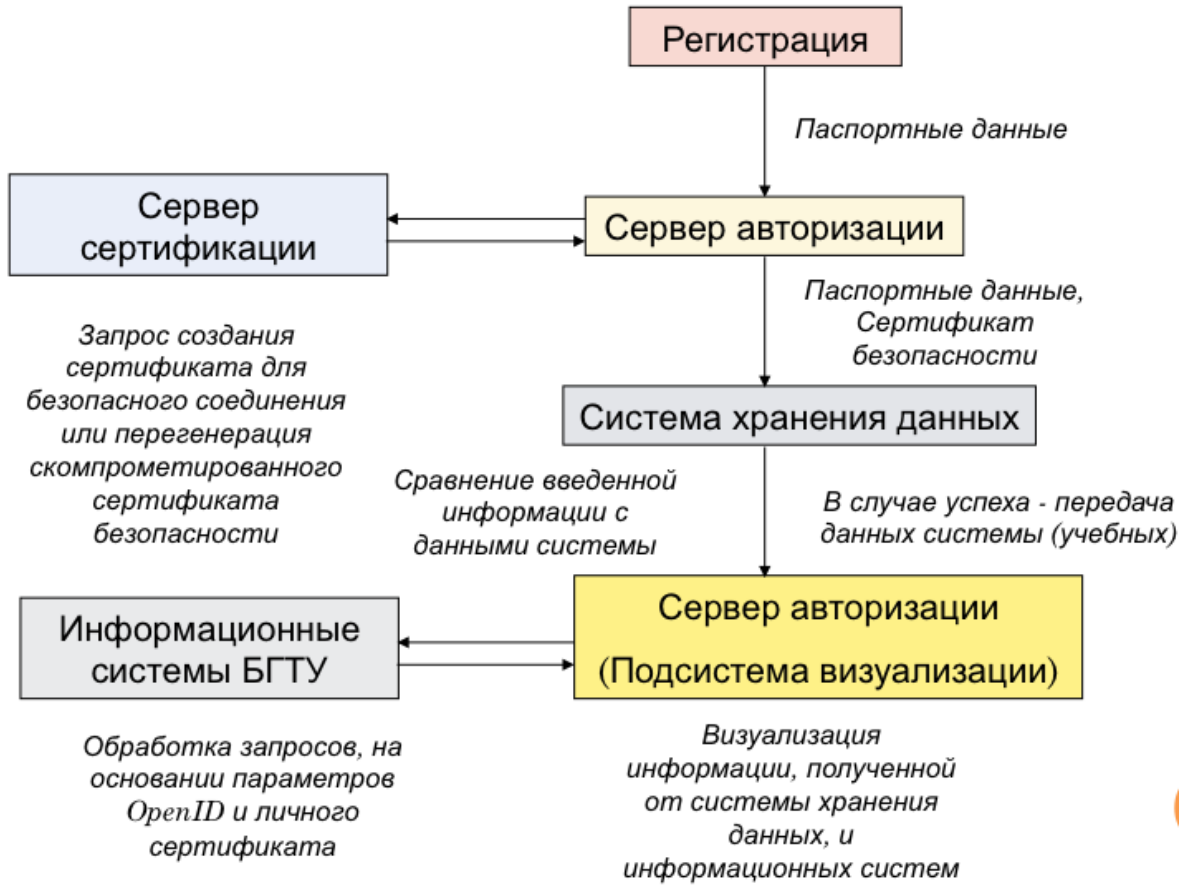 Регистрация
Паспортные данные
Сервер
сертификации
Сервер авторизации
Паспортные данные,
Сертификат
безопасности
Запрос создания
сертификата для
безопасного соединения
или перегенерация
скомпрометированного
сертификата
безопасности
Система хранения данных
Сравнение введенной
информации с
данными системы
В случае успеха - передача
данных системы (учебных)
Информационные
системы БГТУ
Сервер авторизации
(Подсистема визуализации)
Обработка запросов, на
основании параметров
OpenID и личного
сертификата
Визуализация
информации, полученной
от системы хранения
данных, и
информационных систем